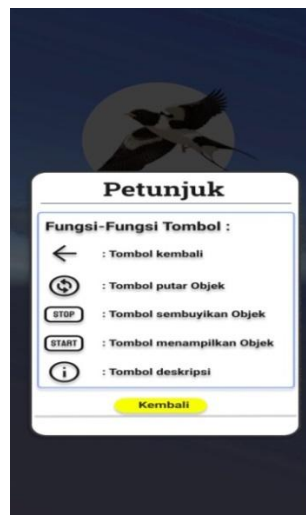 Petunjuk
Fungsi-Fungsi Tombol :
: Tombol kembali
: Tombol putar Objek
STOP : Tombol sembuyikan Objek
START : Tombol menampilkan Objek
i : Tombol deskripsi
Kembali